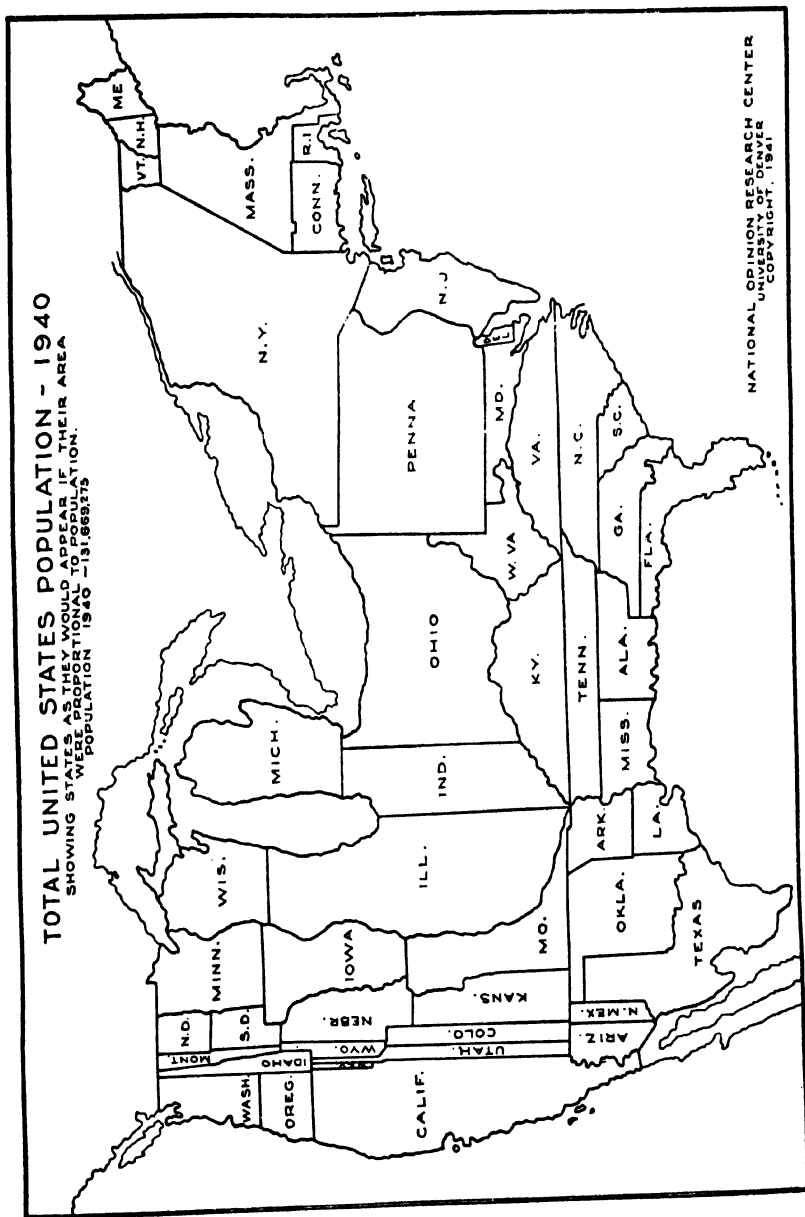 TOTAL UNITED STATES POPULATION - 1940
SHOWING STATES AS THEY WOULD APPEAR IF THEIR AREA
WERE PROPORTIONAL TO POPULATION.
POPULATION 1940 - 131,669,275
WASH.
OREG.
CALIF.
MONT.
IDAHO
WYO.
UTAH.
COLO.
ARIZ.
N. MEX.
N.D.
S.D.
NEBR.
KANS.
OKLA.
TEXAS
MINN.
IOWA
MO.
ARK.
LA.
WIS.
ILL.
MICH.
IND.
OHIO
KY.
TENN.
MISS.
ALA.
GA.
FLA.
S.C.
N.C.
VA.
W. VA
MD.
DEL
PENNA
N.J
N.Y.
CONN.
R.I.
MASS.
VT.
N.H.
ME
NATIONAL OPINION RESEARCH CENTER
UNIVERSITY OF DENVER
COPYRIGHT, 1941